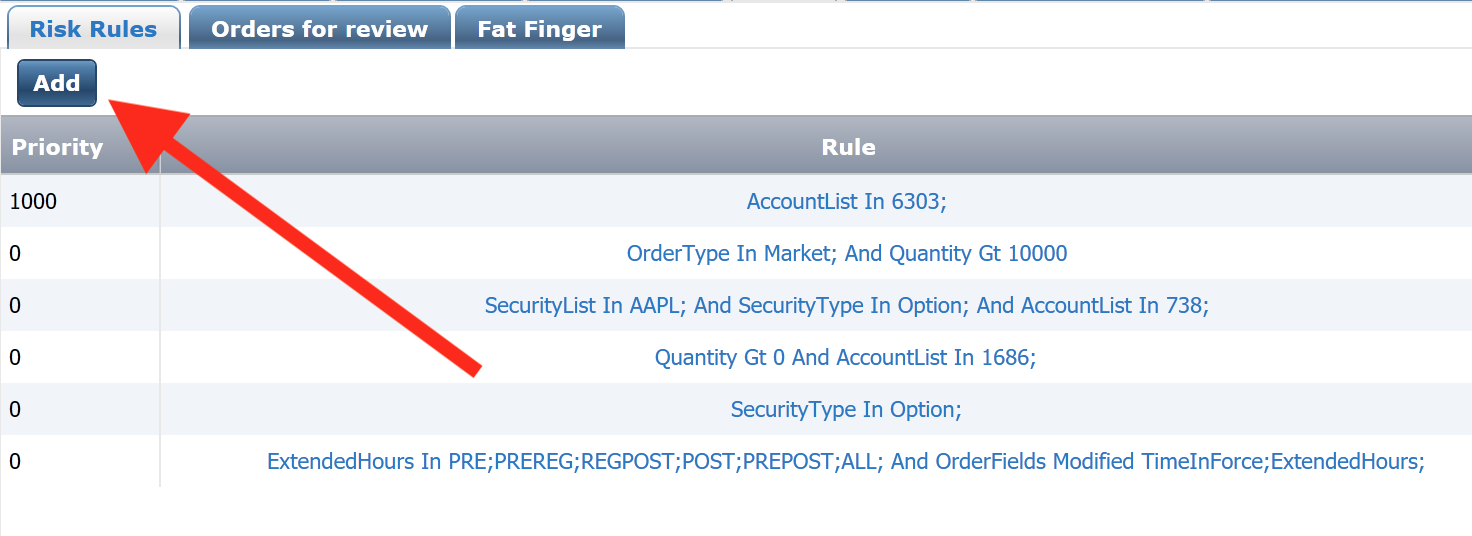 Risk Rules Orders for review Fat Finger
Add
Priority Rule
1000 AccountList In 6303;
0 OrderType In Market; And Quantity Gt 10000
0 SecurityList In AAPL; And SecurityType In Option; And AccountList In 738;
0 Quantity Gt 0 And AccountList In 1686;
0 SecurityType In Option;
0 ExtendedHours In PRE;PREREG;REGPOST;POST;PREPOST;ALL; And OrderFields Modified TimeInForce;ExtendedHours;